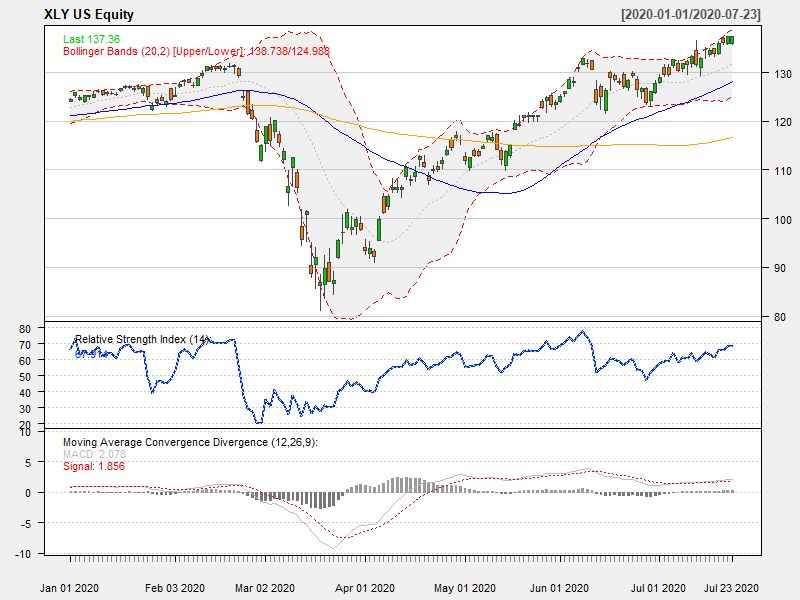 XLY US Equity [2020-01-01/2020-07-23]
Last 137.36
Bollinger Bands (20,2) [Upper/Lower]: 138.738/124.988
130
120
110
100
90
80
Relative Strength Index (14):
80
70
60
50
40
30
20
Moving Average Convergence Divergence (12,26,9):
MACD: 2.078
Signal: 1.856
10
5
0
-5
-10
Jan 01 2020 Feb 03 2020 Mar 02 2020 Apr 01 2020 May 01 2020 Jun 01 2020 Jul 01 2020 Jul 23 2020